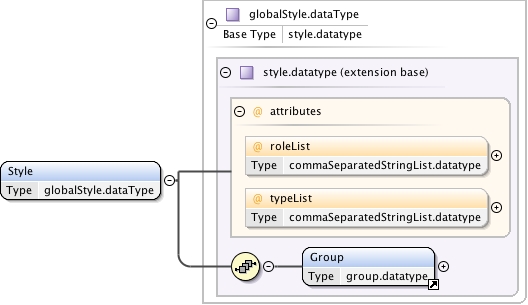 globalStyle.dataType
Base Type style.datatype
style.datatype (extension base)
@ attributes
@ roleList
Type commaSeparatedStringList.datatype
@ typeList
Type commaSeparatedStringList.datatype
Style
Type globalStyle.dataType
Group
Type group.datatype